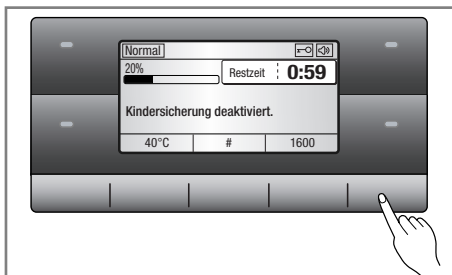 Normal
20%
Restzeit 0:59
Kindersicherung deaktiviert.
40°C # 1600